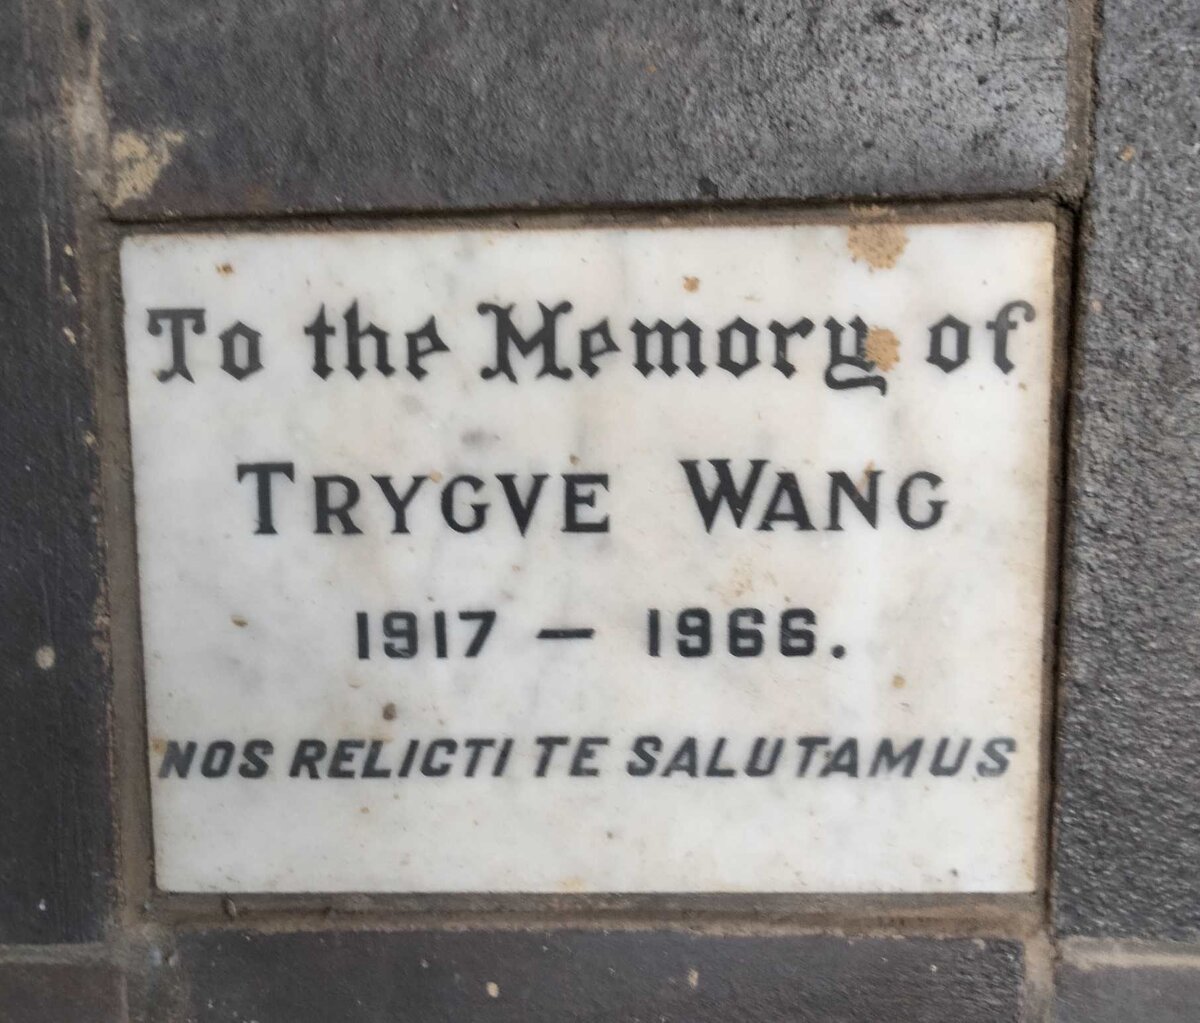 To the Memory of
TRYGVE WANG
1917 – 1966.
NOS RELICTI TE SALUTAMUS